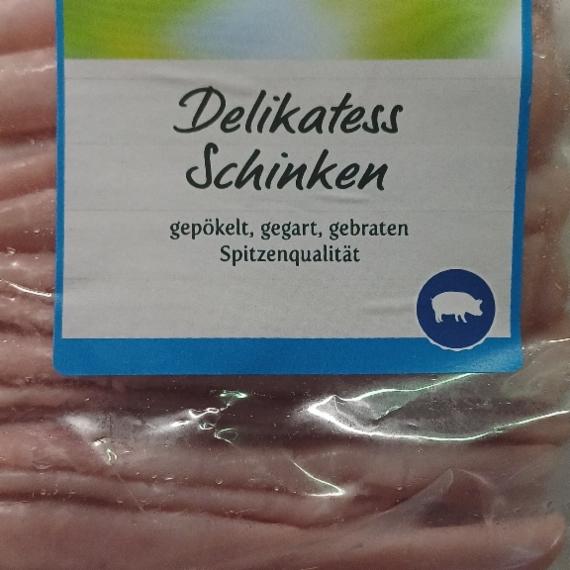 Delikatess
Schinken
gepökelt, gegart, gebraten
Spitzenqualität